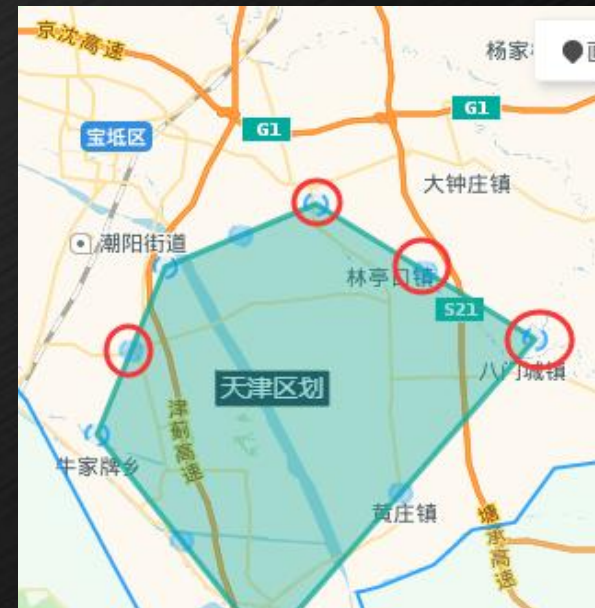 京沈高速
杨家
画
G1
G1
宝坻区
大钟庄镇
潮阳街道
林亭口镇
S21
八门城镇
天津区划
津蓟高速
牛家牌乡
黄庄镇
塘承高速